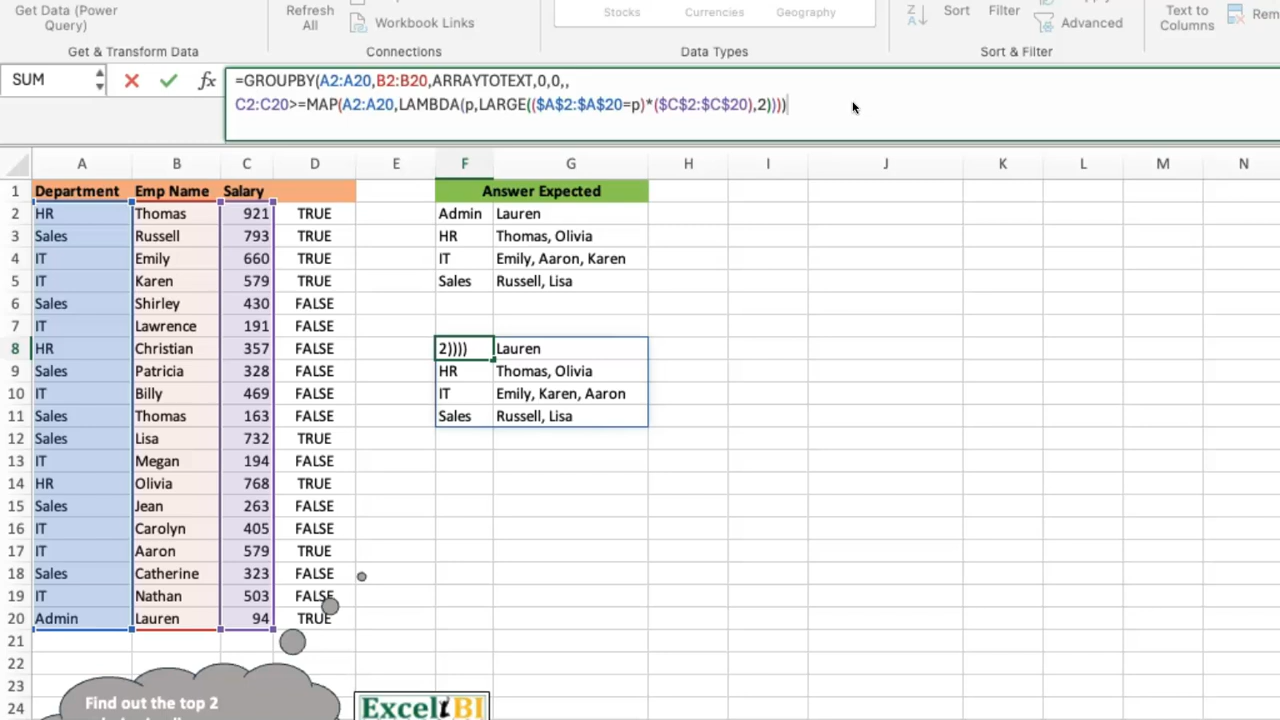 Get Data (Power
Query)
Refresh
All
Workbook Links
Stocks
Currencies
Geography
Sort
Filter
Advanced
Text to
Columns
Get & Transform Data
Connections
Data Types
Sort & Filter
SUM
fx
=GROUPBY(A2:A20,B2:B20,ARRAYTOTEXT,0,0,,
C2:C20>=MAP(A2:A20,LAMBDA(p,LARGE(($A$2:$A$20=p)*($C$2:$C$20),2))))
A B C D E F G H I J K L M N
1 Department Emp Name Salary Answer Expected
2 HR Thomas 921 TRUE Admin Lauren
3 Sales Russell 793 TRUE HR Thomas, Olivia
4 IT Emily 660 TRUE IT Emily, Aaron, Karen
5 IT Karen 579 TRUE Sales Russell, Lisa
6 Sales Shirley 430 FALSE
7 IT Lawrence 191 FALSE
8 HR Christian 357 FALSE 2)))) Lauren
9 Sales Patricia 328 FALSE HR Thomas, Olivia
10 IT Billy 469 FALSE IT Emily, Karen, Aaron
11 Sales Thomas 163 FALSE Sales Russell, Lisa
12 Sales Lisa 732 TRUE
13 IT Megan 194 FALSE
14 HR Olivia 768 TRUE
15 Sales Jean 263 FALSE
16 IT Carolyn 405 FALSE
17 IT Aaron 579 TRUE
18 Sales Catherine 323 FALSE
19 IT Nathan 503 FALSE
20 Admin Lauren 94 TRUE
21
22
23
24
Find out the top 2
Excel BI